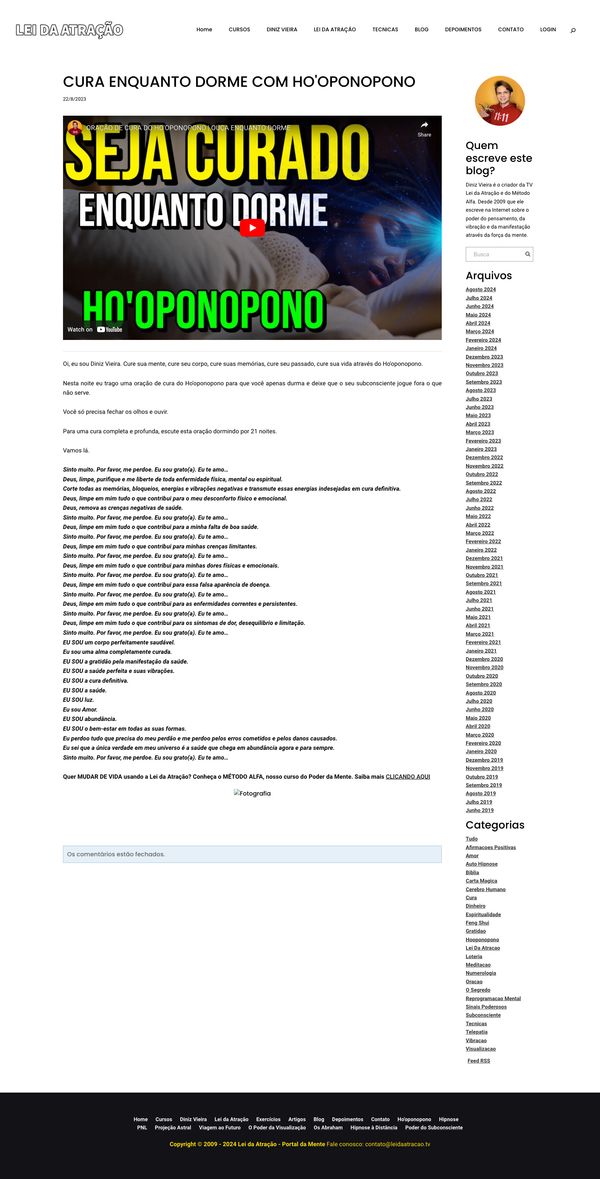 LEI DA ATRAÇÃO
Home CURSOS DINIZ VIEIRA LEI DA ATRAÇÃO TECNICAS BLOG DEPOIMENTOS CONTATO LOGIN
CURA ENQUANTO DORME COM HO'OPONOPONO
22/8/2023
ORAÇÃO DE CURA DO HO'OPONOPONO | OUÇA ENQUANTO DORME
Share
SEJA CURADO
ENQUANTO DORME
HO'OPONOPONO
Watch on YouTube
Oi, eu sou Diniz Vieira. Cure sua mente, cure seu corpo, cure suas memórias, cure seu passado, cure sua vida através do Ho'oponopono.
Nesta noite eu trago uma oração de cura do Ho'oponopono para que você apenas durma e deixe que o seu subconsciente jogue fora o que
não serve.
Você só precisa fechar os olhos e ouvir.
Para uma cura completa e profunda, escute esta oração dormindo por 21 noites.
Vamos lá.
Sinto muito. Por favor, me perdoe. Eu sou grato(a). Eu te amo...
Deus, limpe, purifique e me liberte de toda enfermidade física, mental ou espiritual.
Corte todas as memórias, bloqueios, energias e vibrações negativas e transmute essas energias indesejadas em cura definitiva.
Deus, limpe em mim tudo o que contribui para o meu desconforto físico e emocional.
Deus, remova as crenças negativas de saúde.
Sinto muito. Por favor, me perdoe. Eu sou grato(a). Eu te amo...
Deus, limpe em mim tudo o que contribui para a minha falta de boa saúde.
Sinto muito. Por favor, me perdoe. Eu sou grato(a). Eu te amo...
Deus, limpe em mim tudo o que contribui para minhas crenças limitantes.
Sinto muito. Por favor, me perdoe. Eu sou grato(a). Eu te amo...
Deus, limpe em mim tudo o que contribui para minhas dores físicas e emocionais.
Sinto muito. Por favor, me perdoe. Eu sou grato(a). Eu te amo...
Deus, limpe em mim tudo o que contribui para essa falsa aparência de doença.
Sinto muito. Por favor, me perdoe. Eu sou grato(a). Eu te amo...
Deus, limpe em mim tudo o que contribui para as enfermidades correntes e persistentes.
Sinto muito. Por favor, me perdoe. Eu sou grato(a). Eu te amo...
Deus, limpe em mim tudo o que contribui para os sintomas de dor, desequilíbrio e limitação.
Sinto muito. Por favor, me perdoe. Eu sou grato(a). Eu te amo...
EU SOU um corpo perfeitamente saudável.
Eu sou uma alma completamente curada.
EU SOU a gratidão pela manifestação da saúde.
EU SOU a saúde perfeita e suas vibrações.
EU SOU a cura definitiva.
EU SOU a saúde.
EU SOU luz.
Eu sou Amor.
EU SOU abundância.
EU SOU o bem-estar em todas as suas formas.
Eu perdoo tudo que precisa do meu perdão e me perdoo pelos erros cometidos e pelos danos causados.
Eu sei que a única verdade em meu universo é a saúde que chega em abundância agora e para sempre.
Sinto muito. Por favor, me perdoe. Eu sou grato(a). Eu te amo...
Quer MUDAR DE VIDA usando a Lei da Atração? Conheça o MÉTODO ALFA, nosso curso do Poder da Mente. Saiba mais CLICANDO AQUI
Fotografia
Os comentários estão fechados.
11:11
Quem
escreve este
blog?
Diniz Vieira é o criador da TV
Lei da Atração e do Método
Alfa. Desde 2009 que ele
escreve na Internet sobre o
poder do pensamento, da
vibração e da manifestação
através da força da mente.
Busca
Arquivos
Agosto 2024
Julho 2024
Junho 2024
Maio 2024
Abril 2024
Março 2024
Fevereiro 2024
Janeiro 2024
Dezembro 2023
Novembro 2023
Outubro 2023
Setembro 2023
Agosto 2023
Julho 2023
Junho 2023
Maio 2023
Abril 2023
Março 2023
Fevereiro 2023
Janeiro 2023
Dezembro 2022
Novembro 2022
Outubro 2022
Setembro 2022
Agosto 2022
Julho 2022
Junho 2022
Maio 2022
Abril 2022
Março 2022
Fevereiro 2022
Janeiro 2022
Dezembro 2021
Novembro 2021
Outubro 2021
Setembro 2021
Agosto 2021
Julho 2021
Junho 2021
Maio 2021
Abril 2021
Março 2021
Fevereiro 2021
Janeiro 2021
Dezembro 2020
Novembro 2020
Outubro 2020
Setembro 2020
Agosto 2020
Julho 2020
Junho 2020
Maio 2020
Abril 2020
Março 2020
Fevereiro 2020
Janeiro 2020
Dezembro 2019
Novembro 2019
Outubro 2019
Setembro 2019
Agosto 2019
Julho 2019
Junho 2019
Categorias
Tudo
Afirmacoes Positivas
Amor
Auto Hipnose
Bíblia
Carta Magica
Cerebro Humano
Cura
Dinheiro
Espiritualidade
Feng Shui
Gratidao
Hooponopono
Lei Da Atracao
Loteria
Meditacao
Numerologia
Oracao
O Segredo
Reprogramacao Mental
Sinais Poderosos
Subconsciente
Tecnicas
Telepatia
Vibracao
Visualizacao
Feed RSS
Home Cursos Diniz Vieira Lei da Atração Exercícios Artigos Blog Depoimentos Contato Ho'oponopono Hipnose
PNL Projeção Astral Viagem ao Futuro O Poder da Visualização Os Abraham Hipnose à Distância Poder do Subconsciente
Copyright © 2009 - 2024 Lei da Atração - Portal da Mente Fale conosco: contato@leidaatracao.tv